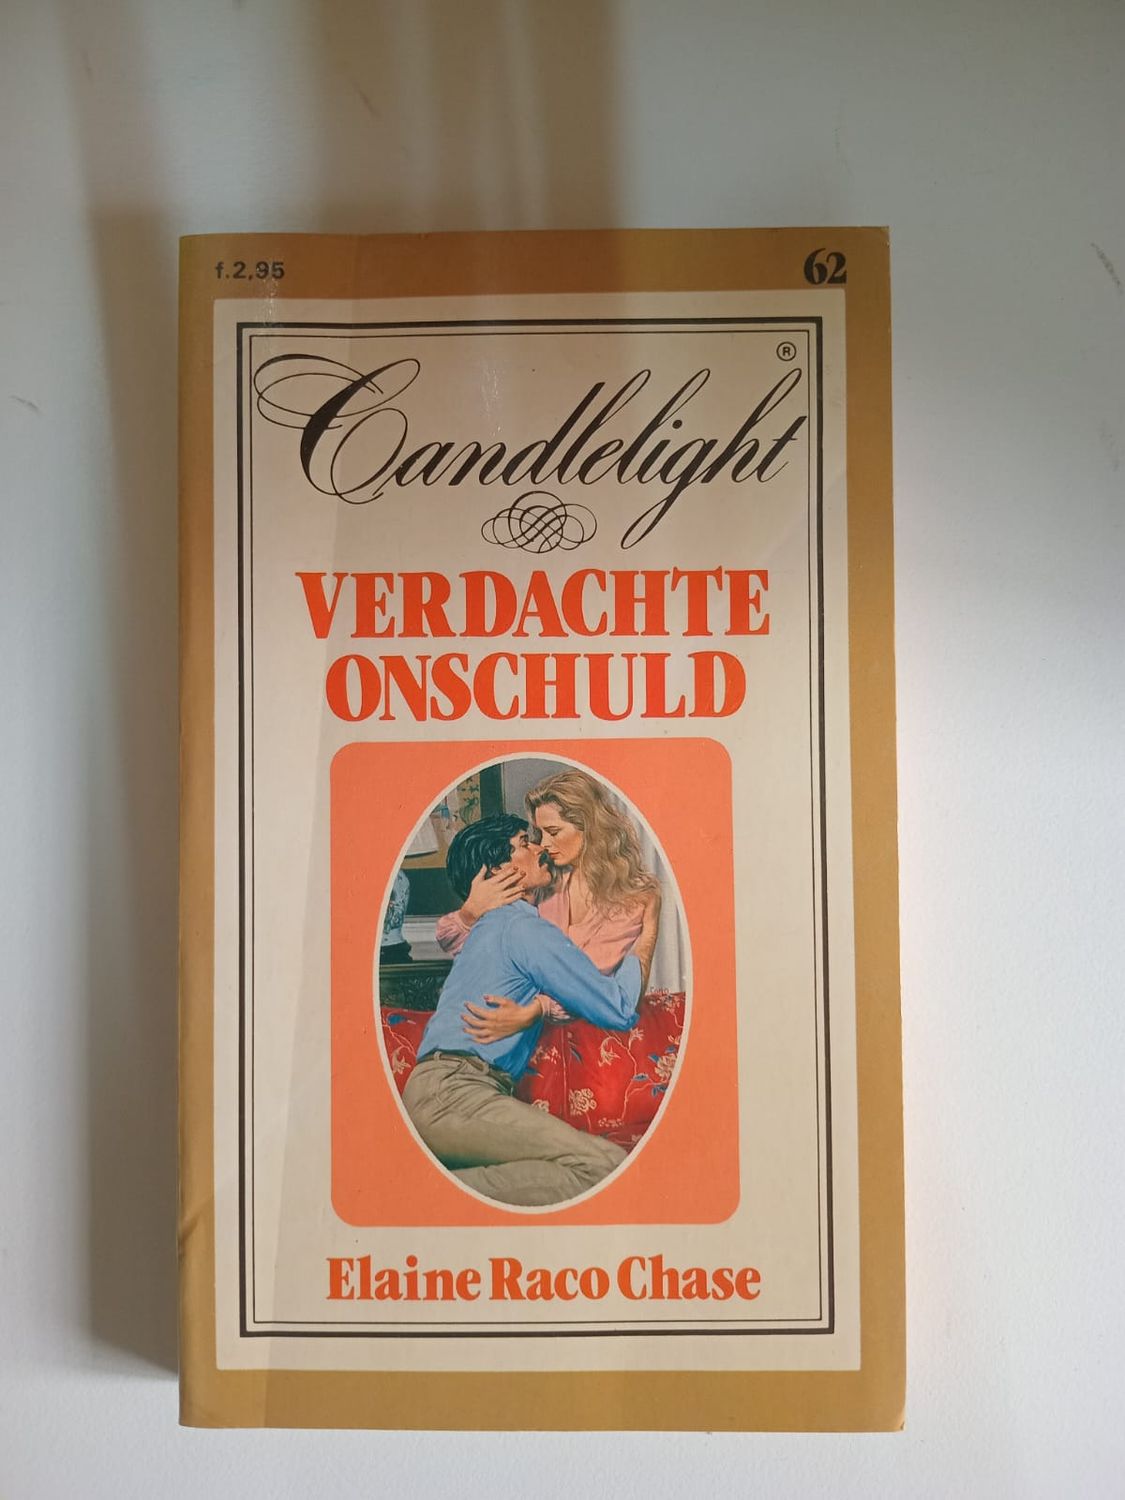 f.2,95
62
Candlelight ®
VERDACHTE
ONSCHULD
Elaine Raco Chase